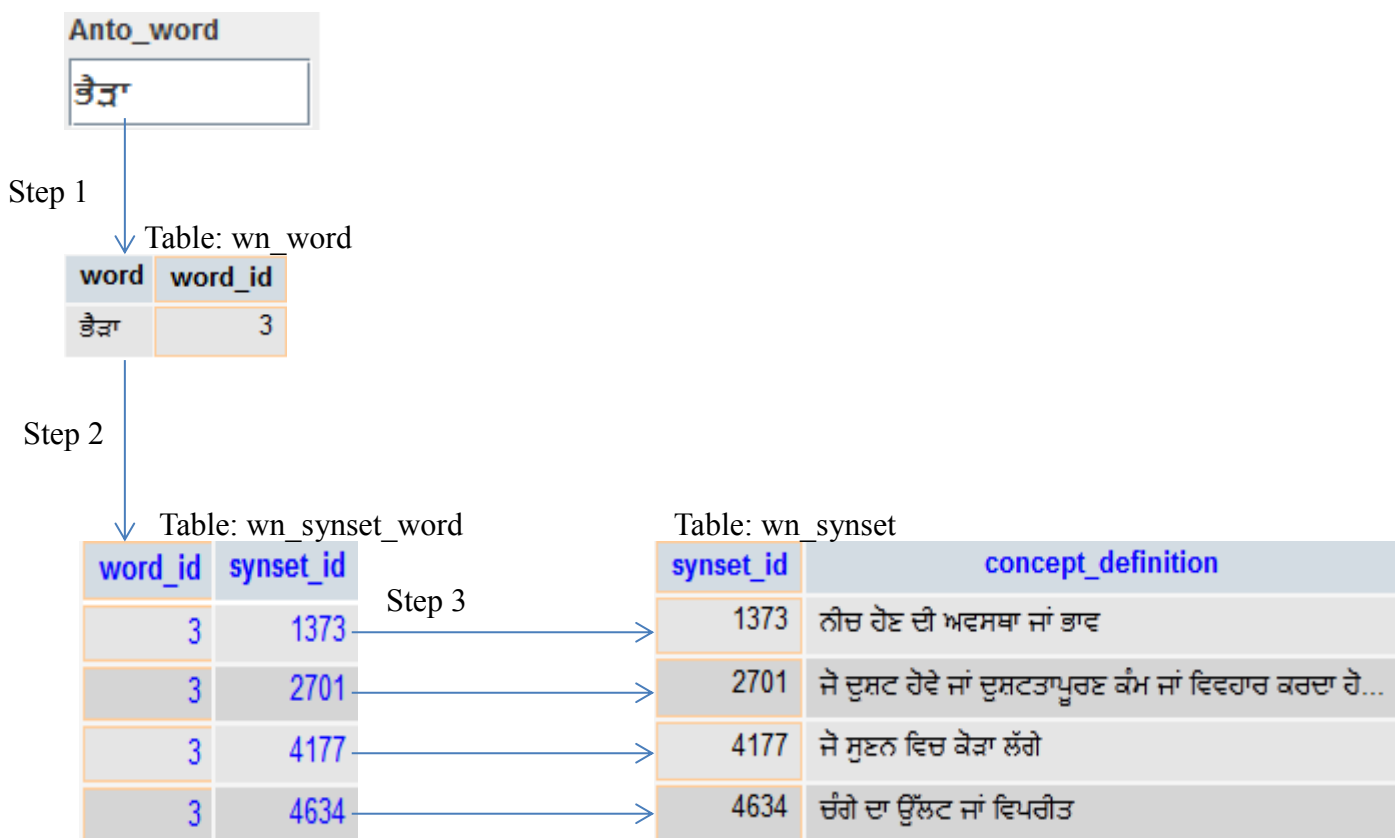 Anto_word
ਭੈੜਾ
Step 1
Table: wn_word
word word_id
ਭੈੜਾ 3
Step 2
Table: wn_synset_word
word_id synset_id
3 1373
3 2701
3 4177
3 4634
Step 3
Table: wn_synset
synset_id concept_definition
1373 ਨੀਚ ਹੋਣ ਦੀ ਅਵਸਥਾ ਜਾਂ ਭਾਵ
2701 ਜੋ ਦੁਸ਼ਟ ਹੋਵੇ ਜਾਂ ਦੁਸ਼ਟਤਾਪੂਰਣ ਕੰਮ ਜਾਂ ਵਿਵਹਾਰ ਕਰਦਾ ਹੋ...
4177 ਜੋ ਸੁਣਨ ਵਿਚ ਕੋੜਾ ਲੱਗੇ
4634 ਚੰਗੇ ਦਾ ਉੱਲਟ ਜਾਂ ਵਿਪਰੀਤ